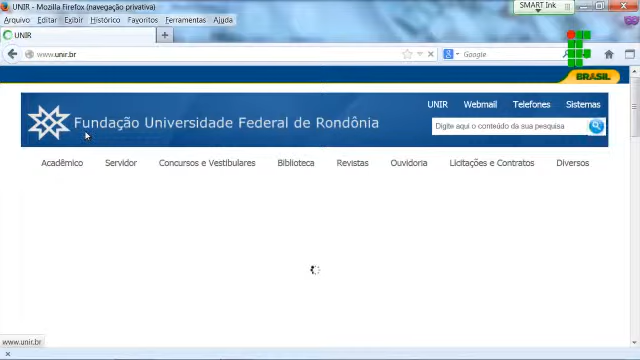 UNIR - Mozilla Firefox (navegação privativa)
SMART Ink
Arquivo Editar Exibir Histórico Favoritos Ferramentas Ajuda
UNIR
www.unir.br
Google
BRASIL
UNIR Webmail Telefones Sistemas
Fundação Universidade Federal de Rondônia
Digite aqui o conteúdo da sua pesquisa
Acadêmico Servidor Concursos e Vestibulares Biblioteca Revistas Ouvidoria Licitações e Contratos Diversos
www.unir.br